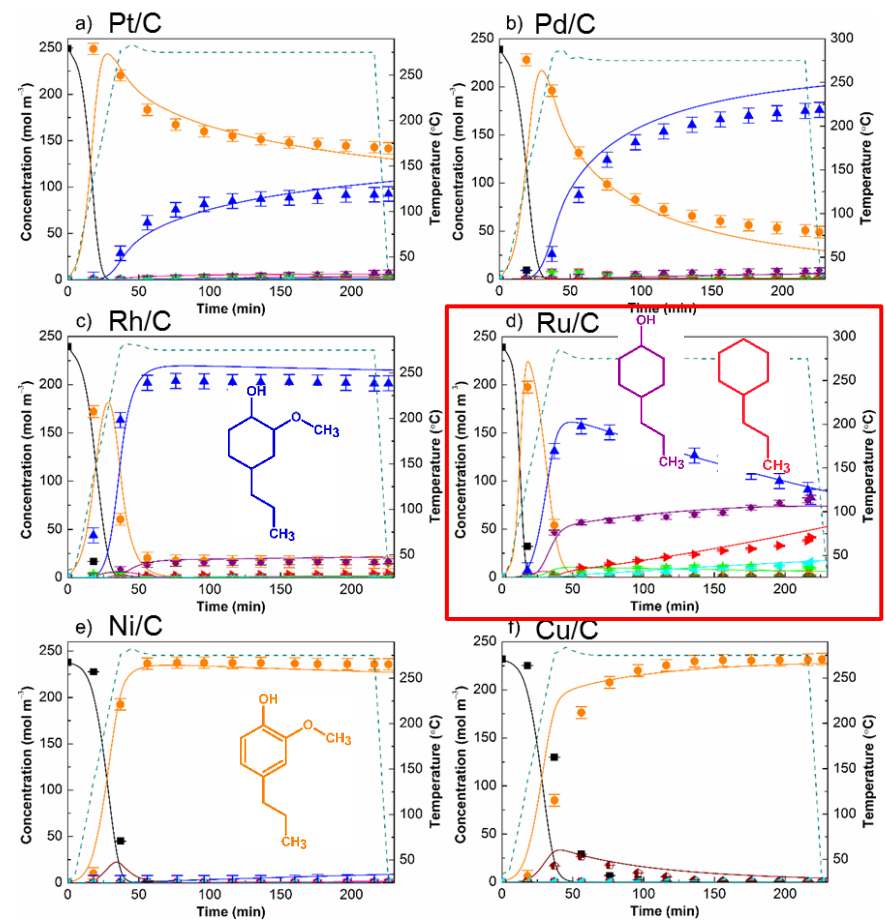 a) Pt/C
250
200
150
100
50
0
Concentration (mol m⁻³)
250
200
150
100
50
Temperature (°C)
0 50 100 150 200
Time (min)
b) Pd/C
250
200
150
100
50
0
Concentration (mol m⁻³)
300
250
200
150
100
50
Temperature (°C)
0 50 100 150 200
Time (min)
c) Rh/C
250
200
150
100
50
0
Concentration (mol m⁻³)
OH
O
CH3
CH3
250
200
150
100
50
Temperature (°C)
0 50 100 150 200
Time (min)
d) Ru/C
250
200
150
100
50
0
Concentration (mol m⁻³)
OH
CH3
CH3
300
250
200
150
100
50
Temperature (°C)
0 50 100 150 200
Time (min)
e) Ni/C
250
200
150
100
50
0
Concentration (mol m⁻³)
OH
O
CH3
CH3
250
200
150
100
50
Temperature (°C)
0 50 100 150 200
Time (min)
f) Cu/C
250
200
150
100
50
0
Concentration (mol m⁻³)
250
200
150
100
50
Temperature (°C)
0 50 100 150 200
Time (min)